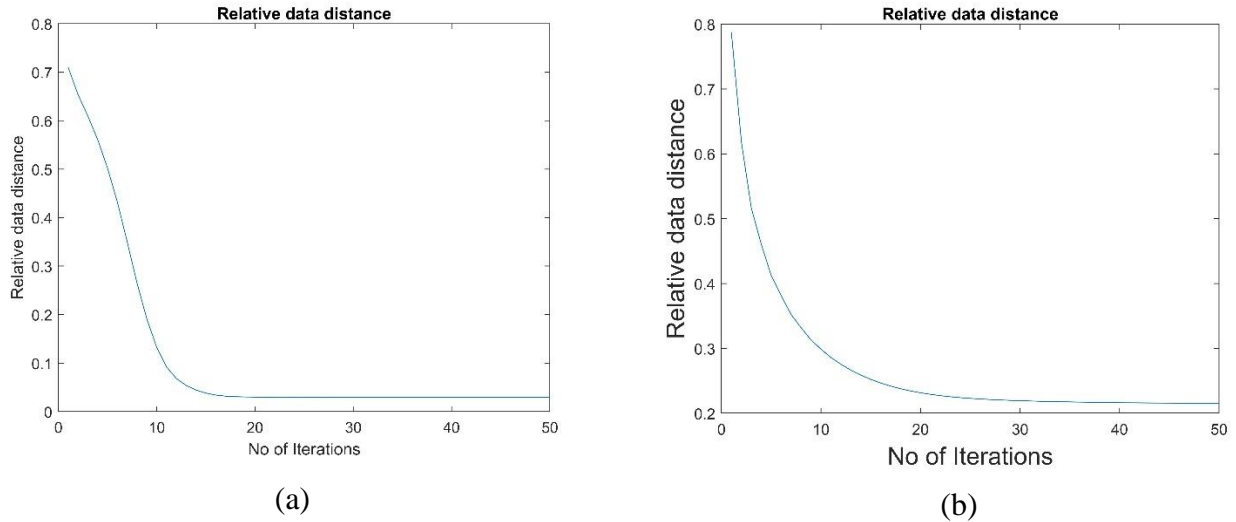 Relative data distance
0.8
0.7
0.6
0.5
0.4
0.3
0.2
0.1
0
Relative data distance
0 10 20 30 40 50
No of Iterations
(a)
Relative data distance
0.8
0.7
0.6
0.5
0.4
0.3
0.2
Relative data distance
0 10 20 30 40 50
No of Iterations
(b)